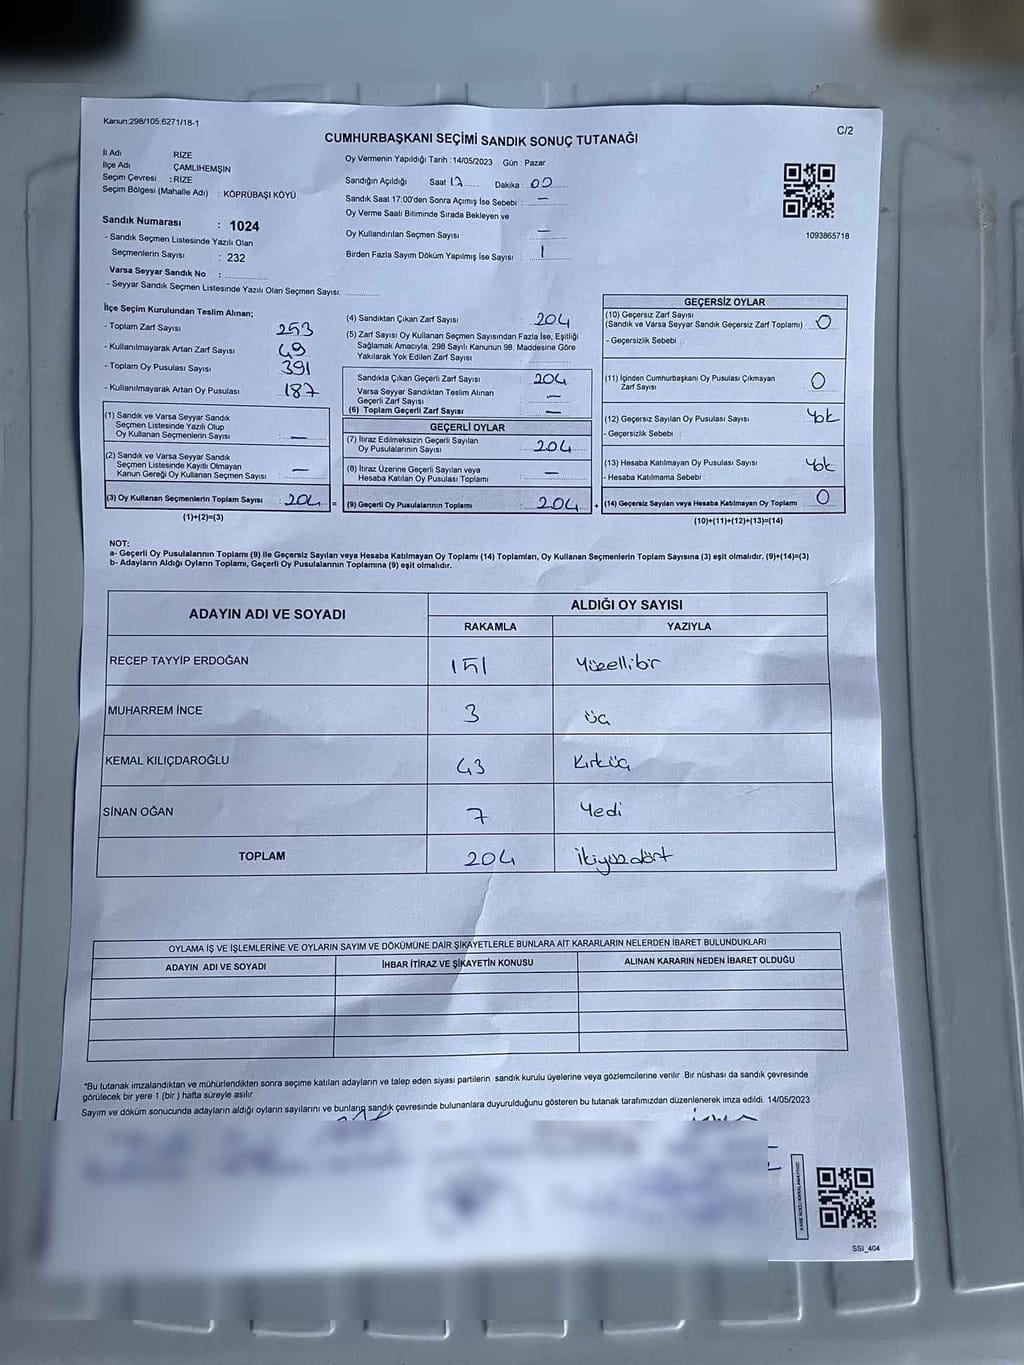 Kanun:298/105,6271/18-1
C/2
CUMHURBAŞKANI SEÇİMİ SANDIK SONUÇ TUTANAĞI
İl Adı : RİZE
İlçe Adı : ÇAMLIHEMŞİN
Seçim Çevresi : RİZE
Seçim Bölgesi (Mahalle Adı) : KÖPRÜBAŞI KÖYÜ
Sandık Numarası : 1024
- Sandık Seçmen Listesinde Yazılı Olan
Seçmenlerin Sayısı : 232
Varsa Seyyar Sandık No :
- Seyyar Sandık Seçmen Listesinde Yazılı Olan Seçmen Sayısı:
Oy Vermenin Yapıldığı Tarih : 14/05/2023 Gün : Pazar
Sandığın Açıldığı Saat 17 Dakika : 00
Sandık Saat 17:00'den Sonra Açımış İse Sebebi : —
Oy Verme Saati Bitiminde Sırada Bekleyen ve
Oy Kullandırılan Seçmen Sayısı —
Birden Fazla Sayım Döküm Yapılmış İse Sayısı : 1
1093865718
İlçe Seçim Kurulundan Teslim Alınan;
- Toplam Zarf Sayısı 253
- Kullanılmayarak Artan Zarf Sayısı 49
- Toplam Oy Pusulası Sayısı 391
- Kullanılmayarak Artan Oy Pusulası 187
(1) Sandık ve Varsa Seyyar Sandık
Seçmen Listesinde Yazılı Olup
Oy Kullanan Seçmenlerin Sayısı : —
(2) Sandık ve Varsa Seyyar Sandık
Seçmen Listesinde Kayıtlı Olmayan
Kanun Gereği Oy Kullanan Seçmen Sayısı : —
(3) Oy Kullanan Seçmenlerin Toplam Sayısı : 204
(1)+(2)=(3)
(4) Sandıktan Çıkan Zarf Sayısı : 204
(5) Zarf Sayısı Oy Kullanan Seçmen Sayısından Fazla İse, Eşitliği
Sağlamak Amacıyla, 298 Sayılı Kanunun 98. Maddesine Göre
Yakılarak Yok Edilen Zarf Sayısı
Sandıkta Çıkan Geçerli Zarf Sayısı : 204
Varsa Seyyar Sandıktan Teslim Alınan
Geçerli Zarf Sayısı : —
(6) Toplam Geçerli Zarf Sayısı : —
GEÇERLİ OYLAR
(7) İtiraz Edilmeksizin Geçerli Sayılan
Oy Pusulalarının Sayısı : 204
(8) İtiraz Üzerine Geçerli Sayılan veya
Hesaba Katılan Oy Pusulası Toplamı : —
= (9) Geçerli Oy Pusulalarının Toplamı : 204 +
GEÇERSİZ OYLAR
(10) Geçersiz Zarf Sayısı
(Sandık ve Varsa Seyyar Sandık Geçersiz Zarf Toplamı) : 0
- Geçersizlik Sebebi :
(11) İçinden Cumhurbaşkanı Oy Pusulası Çıkmayan
Zarf Sayısı 0
(12) Geçersiz Sayılan Oy Pusulası Sayısı Yok
- Geçersizlik Sebebi :
(13) Hesaba Katılmayan Oy Pusulası Sayısı Yok
- Hesaba Katılmama Sebebi :
(14) Geçersiz Sayılan veya Hesaba Katılmayan Oy Toplamı : 0
(10)+(11)+(12)+(13)=(14)
NOT:
a- Geçerli Oy Pusulalarının Toplamı (9) ile Geçersiz Sayılan veya Hesaba Katılmayan Oy Toplamı (14) Toplamları, Oy Kullanan Seçmenlerin Toplam Sayısına (3) eşit olmalıdır. (9)+(14)=(3)
b- Adayların Aldığı Oyların Toplamı, Geçerli Oy Pusulalarının Toplamına (9) eşit olmalıdır.
ADAYIN ADI VE SOYADI ALDIĞI OY SAYISI
RAKAMLA YAZIYLA
RECEP TAYYİP ERDOĞAN 151 Yüzellibir
MUHARREM İNCE 3 üç
KEMAL KILIÇDAROĞLU 43 Kırküç
SİNAN OĞAN 7 Yedi
TOPLAM 204 İkiyüzdört
OYLAMA İŞ VE İŞLEMLERİNE VE OYLARIN SAYIM VE DÖKÜMÜNE DAİR ŞİKAYETLERLE BUNLARA AİT KARARLARIN NELERDEN İBARET BULUNDUKLARI
ADAYIN ADI VE SOYADI İHBAR İTİRAZ VE ŞİKAYETİN KONUSU ALINAN KARARIN NEDEN İBARET OLDUĞU
*Bu tutanak imzalandıktan ve mühürlendikten sonra seçime katılan adayların ve talep eden siyasi partilerin sandık kurulu üyelerine veya gözlemcilerine verilir .Bir nüshası da sandık çevresinde
görülecek bir yere 1 (bir ) hafta süreyle asılır
Sayım ve döküm sonucunda adayların aldığı oyların sayılarını ve bunların sandık çevresinde bulunanlara duyurulduğunu gösteren bu tutanak tarafımızdan düzenlenerek imza edildi. 14/05/2023
SSI_404